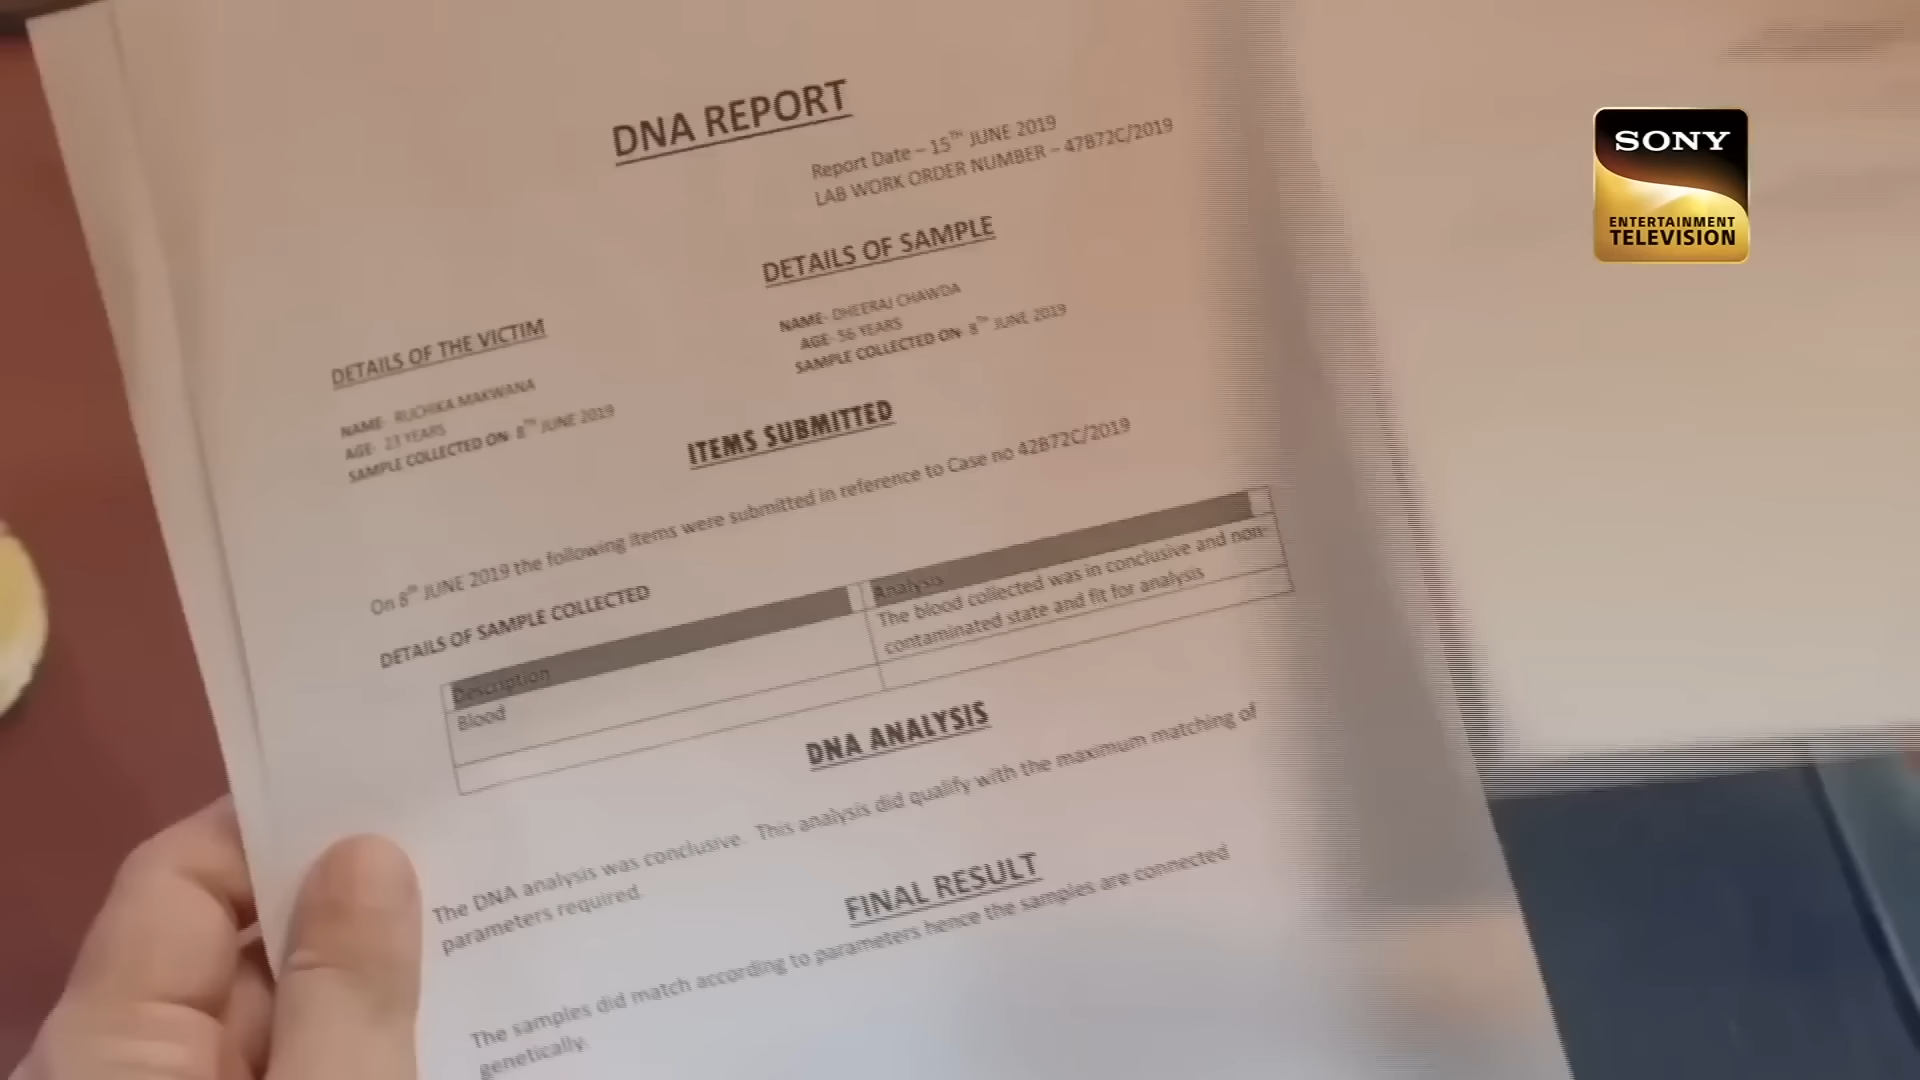 DNA REPORT
Report Date – 15TH JUNE 2019
LAB WORK ORDER NUMBER – 47B72C/2019
SONY
ENTERTAINMENT
TELEVISION
DETAILS OF SAMPLE
NAME- DHEERAJ CHAWDA
AGE- 56 YEARS
SAMPLE COLLECTED ON- 8TH JUNE 2019
DETAILS OF THE VICTIM
NAME- RUCHIKA MAKWANA
AGE- 23 YEARS
SAMPLE COLLECTED ON- 8TH JUNE 2019
ITEMS SUBMITTED
On 8th JUNE 2019 the following items were submitted in reference to Case no 42B72C/2019
DETAILS OF SAMPLE COLLECTED
Description
Analysis
Blood
The blood collected was in conclusive and non-
contaminated state and fit for analysis
DNA ANALYSIS
The DNA analysis was conclusive. This analysis did qualify with the maximum matching of
parameters required.
FINAL RESULT
The samples did match according to parameters hence the samples are connected
genetically.